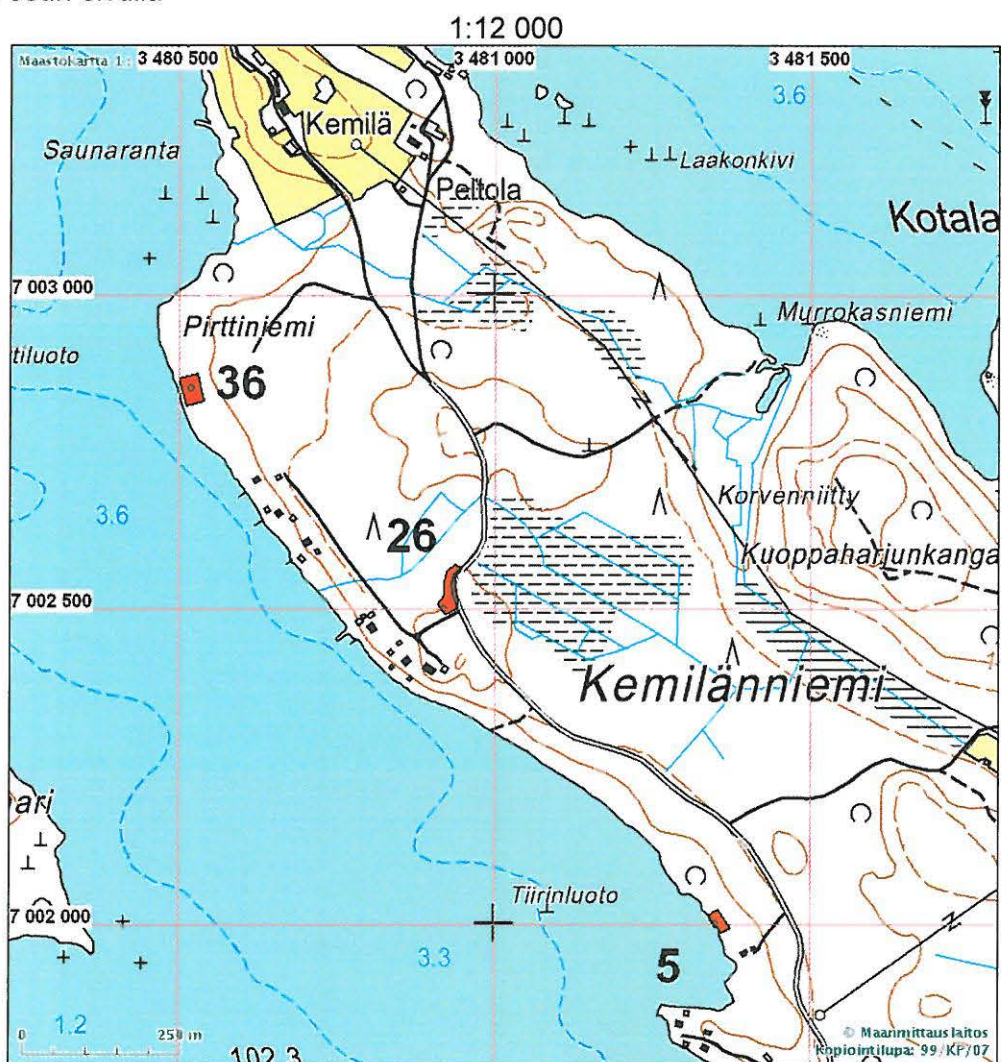 1:12 000
Maastokartta 1:
3 480 500
3 481 000
3 481 500
3.6
Kemilä
Saunaranta
Laakonkivi
Peltola
Kotala
7 003 000
Murrokasniemi
Pirttiniemi
tiluoto
36
Korvenniitty
3.6
26
Kuoppaharjunkanga
7 002 500
Kemilänniemi
ari
Tiirinluoto
7 002 000
5
3.3
1.2
0
250 m
102.3
© Maanmittauslaitos
Kopiointilupa: 99/KP/07